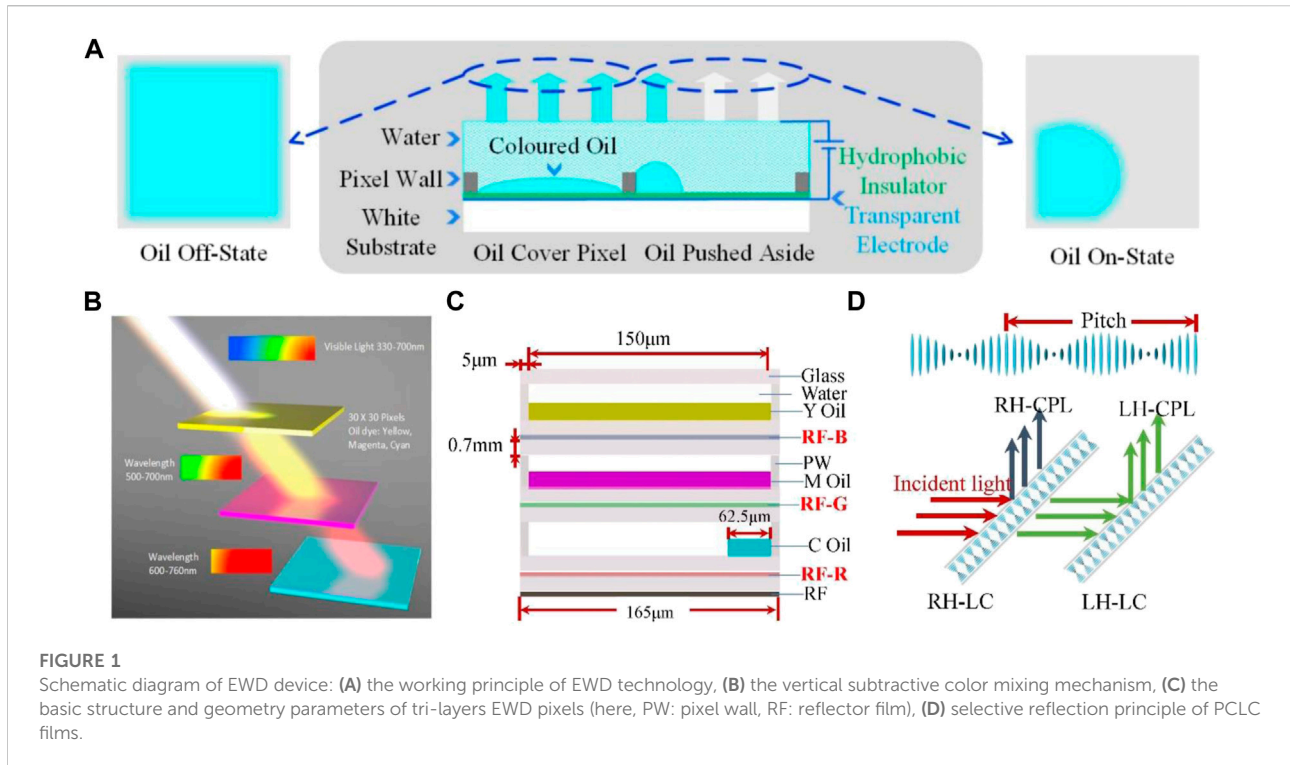 A
Water
Pixel Wall
White
Substrate
Coloured Oil
Hydrophobic
Insulator
Transparent
Electrode
Oil Off-State
Oil Cover Pixel
Oil Pushed Aside
Oil On-State
B
Visible Light 330-700nm
30 X 30 Pixels
Oil dye: Yellow,
Magenta, Cyan
Wavelength
500-700nm
Wavelength
600-760nm
C
150μm
5μm
Glass
Water
Y Oil
RF-B
0.7mm
PW
M Oil
RF-G
62.5μm
C Oil
RF-R
RF
165μm
D
Pitch
RH-CPL
LH-CPL
Incident light
RH-LC
LH-LC
FIGURE 1
Schematic diagram of EWD device: (A) the working principle of EWD technology, (B) the vertical subtractive color mixing mechanism, (C) the
basic structure and geometry parameters of tri-layers EWD pixels (here, PW: pixel wall, RF: reflector film), (D) selective reflection principle of PCLC
films.